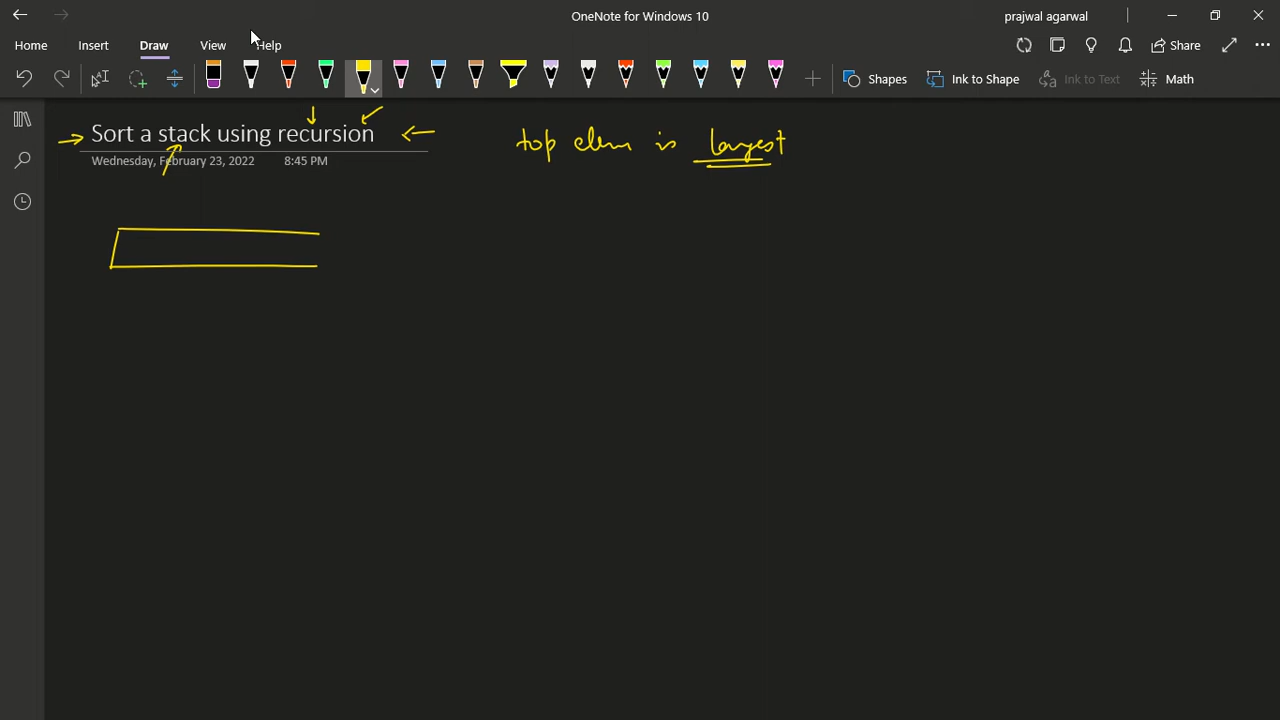 OneNote for Windows 10
prajwal agarwal
Home Insert Draw View Help
Share
Shapes Ink to Shape Ink to Text Math
Sort a stack using recursion
top elem is largest
Wednesday, February 23, 2022 8:45 PM